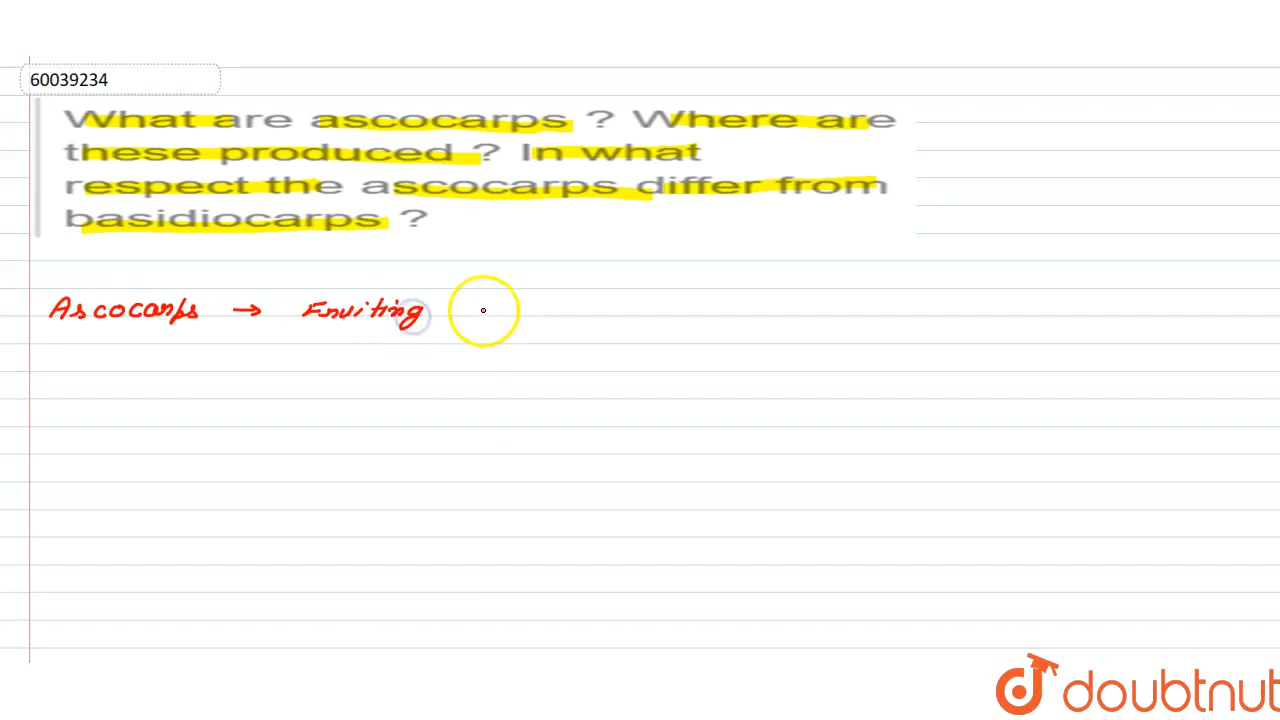 60039234
What are ascocarps ? Where are
these produced ? In what
respect the ascocarps differ from
basidiocarps ?
Ascocarps → Fruiting
doubtnut